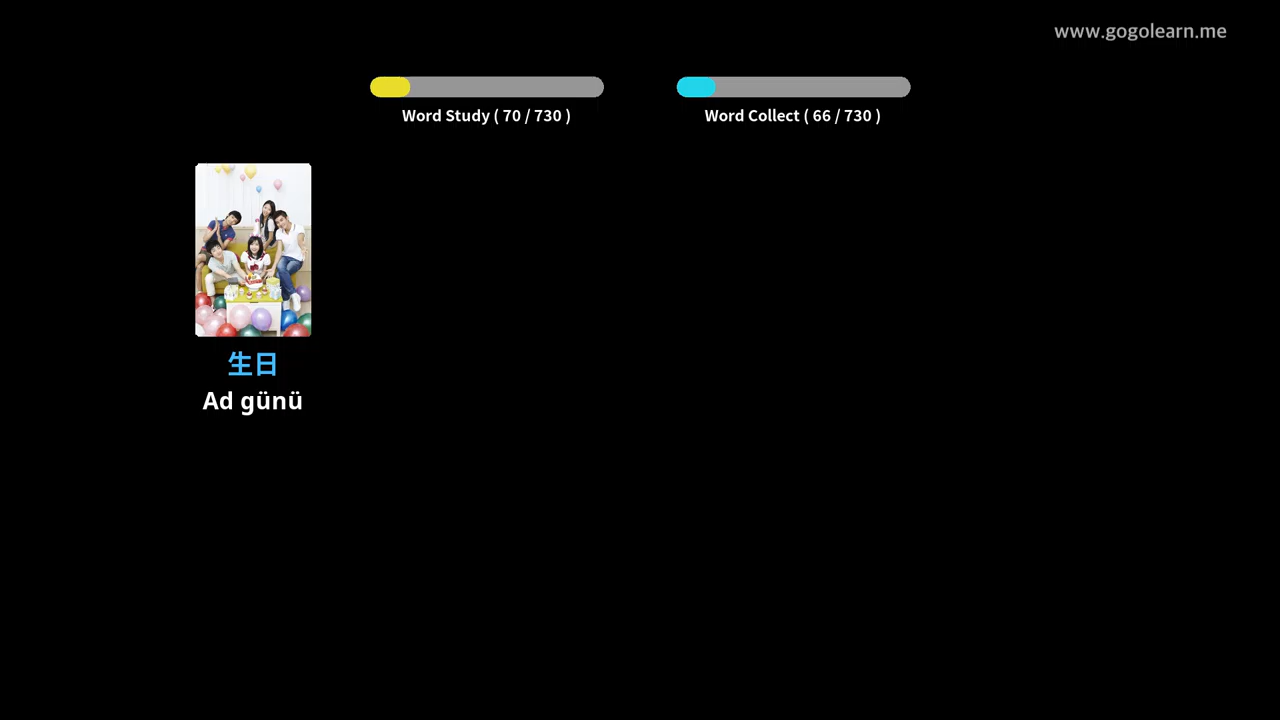 www.gogolearn.me
Word Study ( 70 / 730 )
Word Collect ( 66 / 730 )
生日
Ad günü